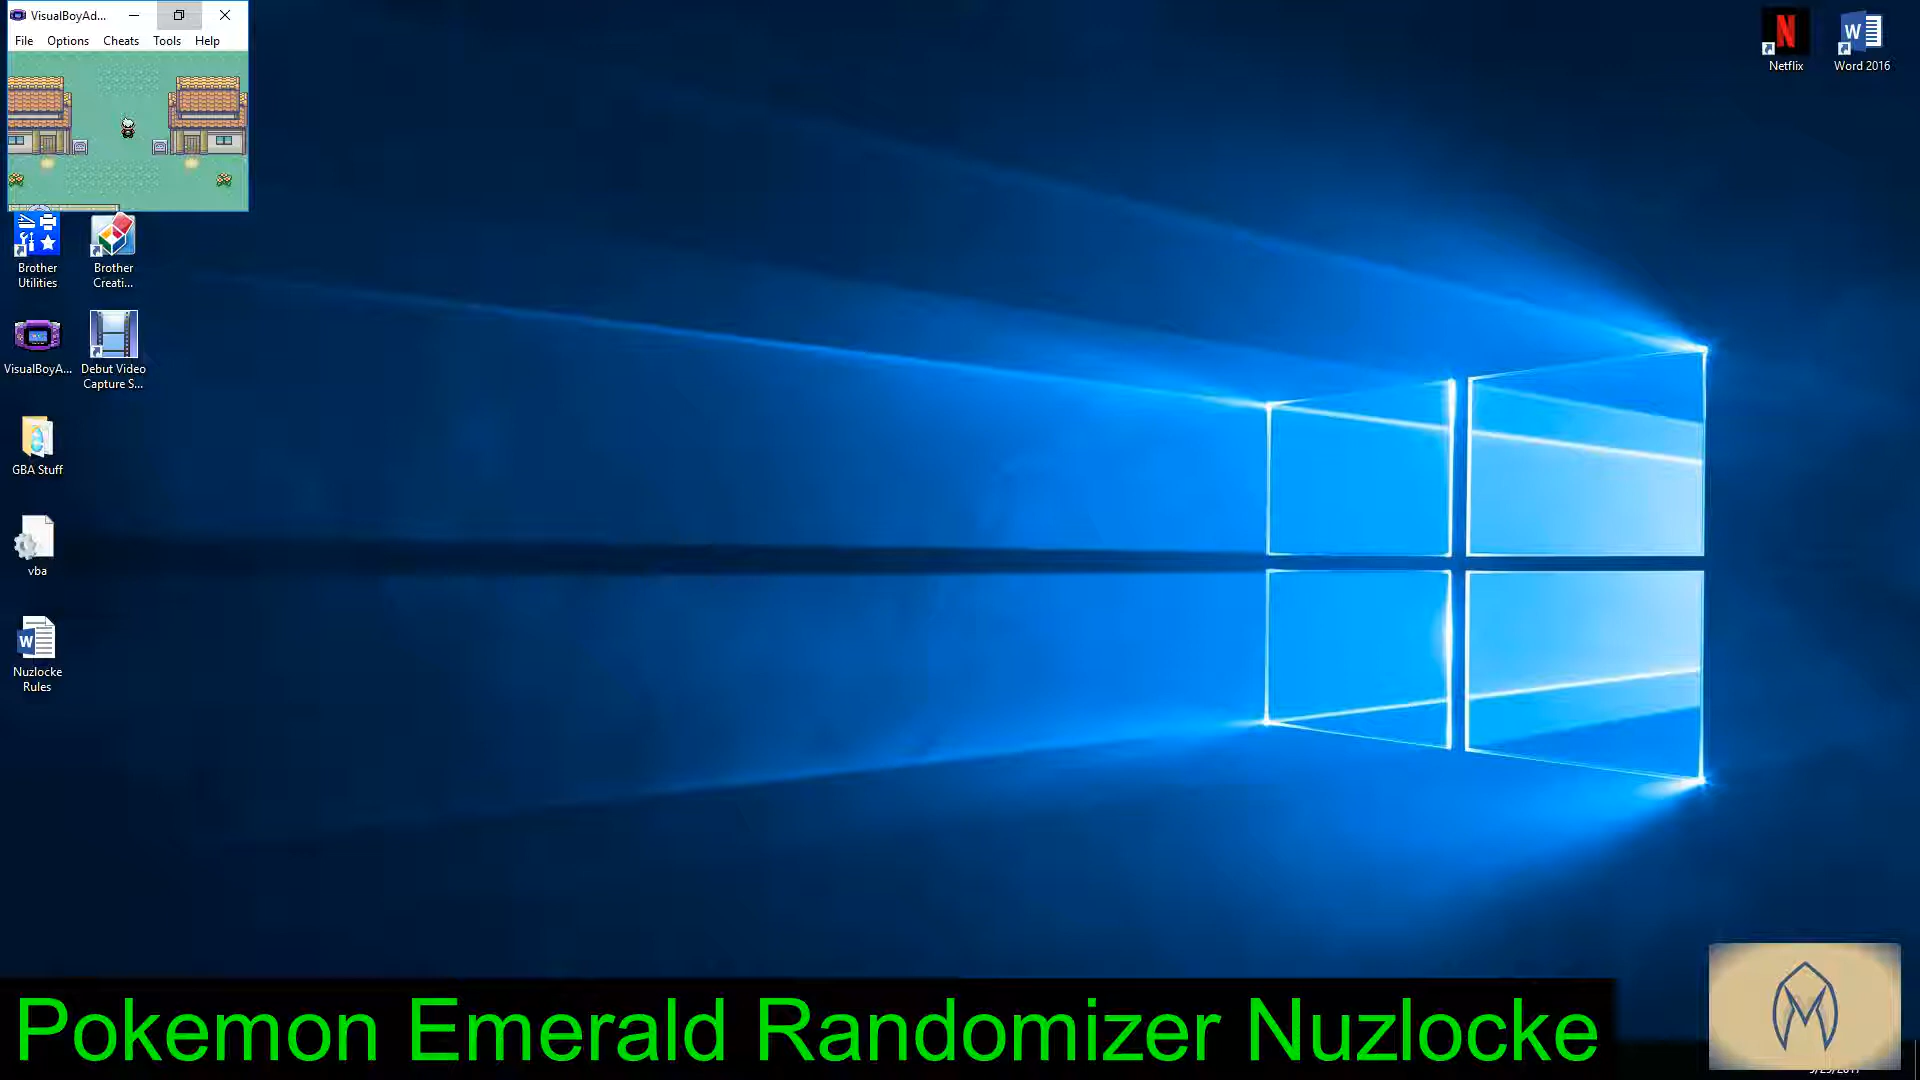 VisualBoyAd...
File Options Cheats Tools Help
Netflix
Word 2016
Brother
Utilities
Brother
Creati...
VisualBoyA...
Debut Video
Capture S...
GBA Stuff
vba
Nuzlocke
Rules
Pokemon Emerald Randomizer Nuzlocke